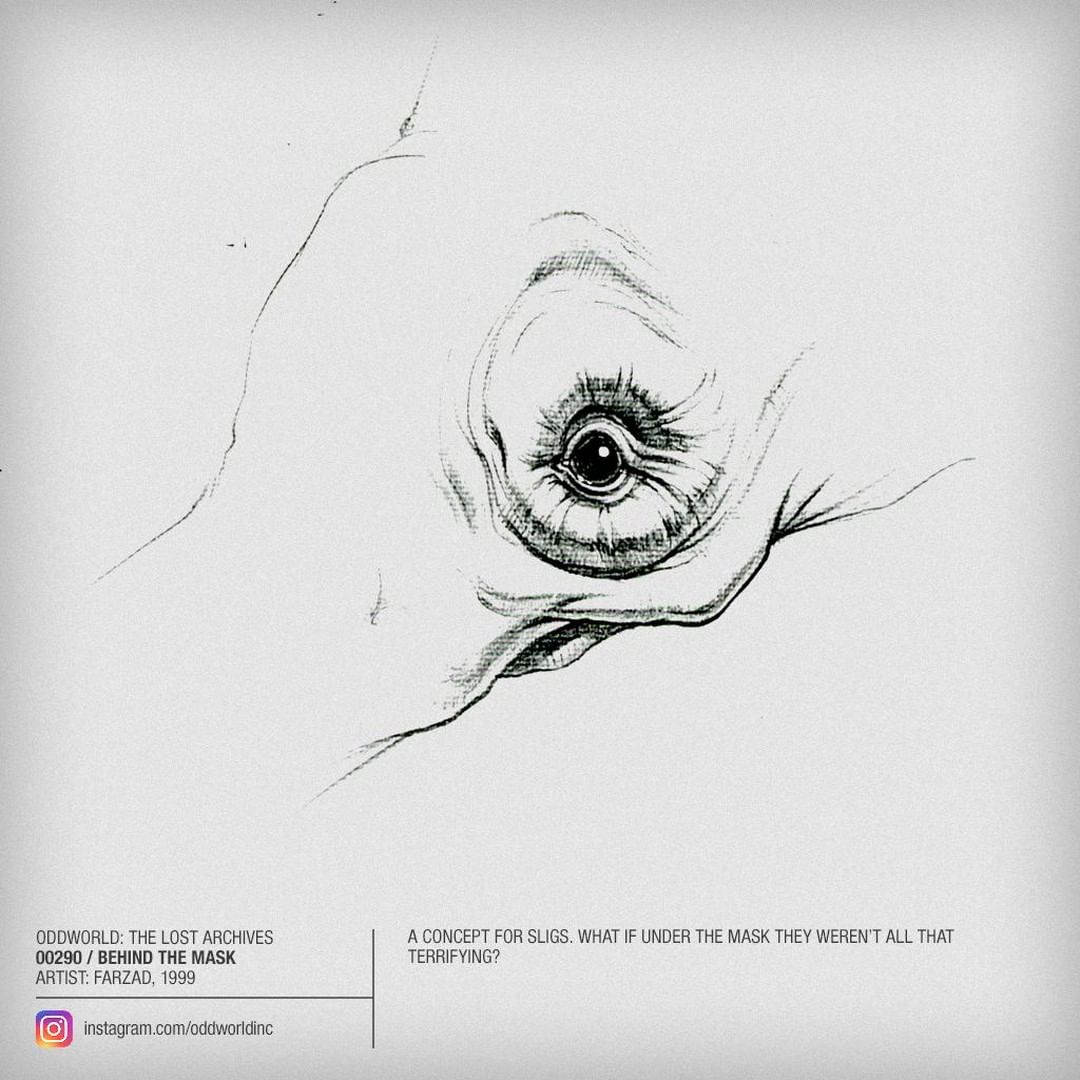 ODDWORLD: THE LOST ARCHIVES
00290 / BEHIND THE MASK
ARTIST: FARZAD, 1999
instagram.com/oddworldinc
A CONCEPT FOR SLIGS. WHAT IF UNDER THE MASK THEY WEREN'T ALL THAT
TERRIFYING?